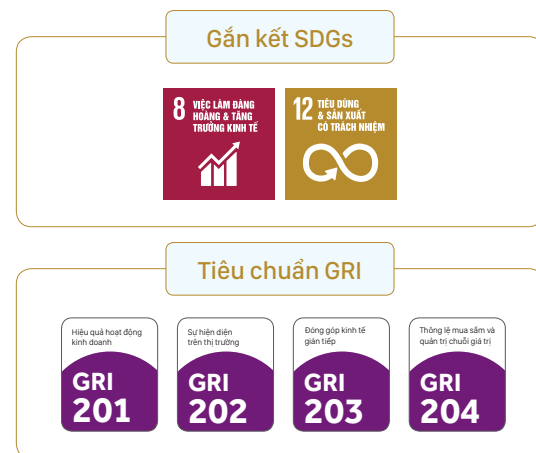 Gắn kết SDGs
8 VIỆC LÀM ĐÀNG
HOÀNG & TĂNG
TRƯỞNG KINH TẾ
12 TIÊU DÙNG
& SẢN XUẤT
CÓ TRÁCH NHIỆM
Tiêu chuẩn GRI
Hiệu quả hoạt động
kinh doanh
GRI
201
Sự hiện diện
trên thị trường
GRI
202
Đóng góp kinh tế
gián tiếp
GRI
203
Thông lệ mua sắm và
quản trị chuỗi giá trị
GRI
204